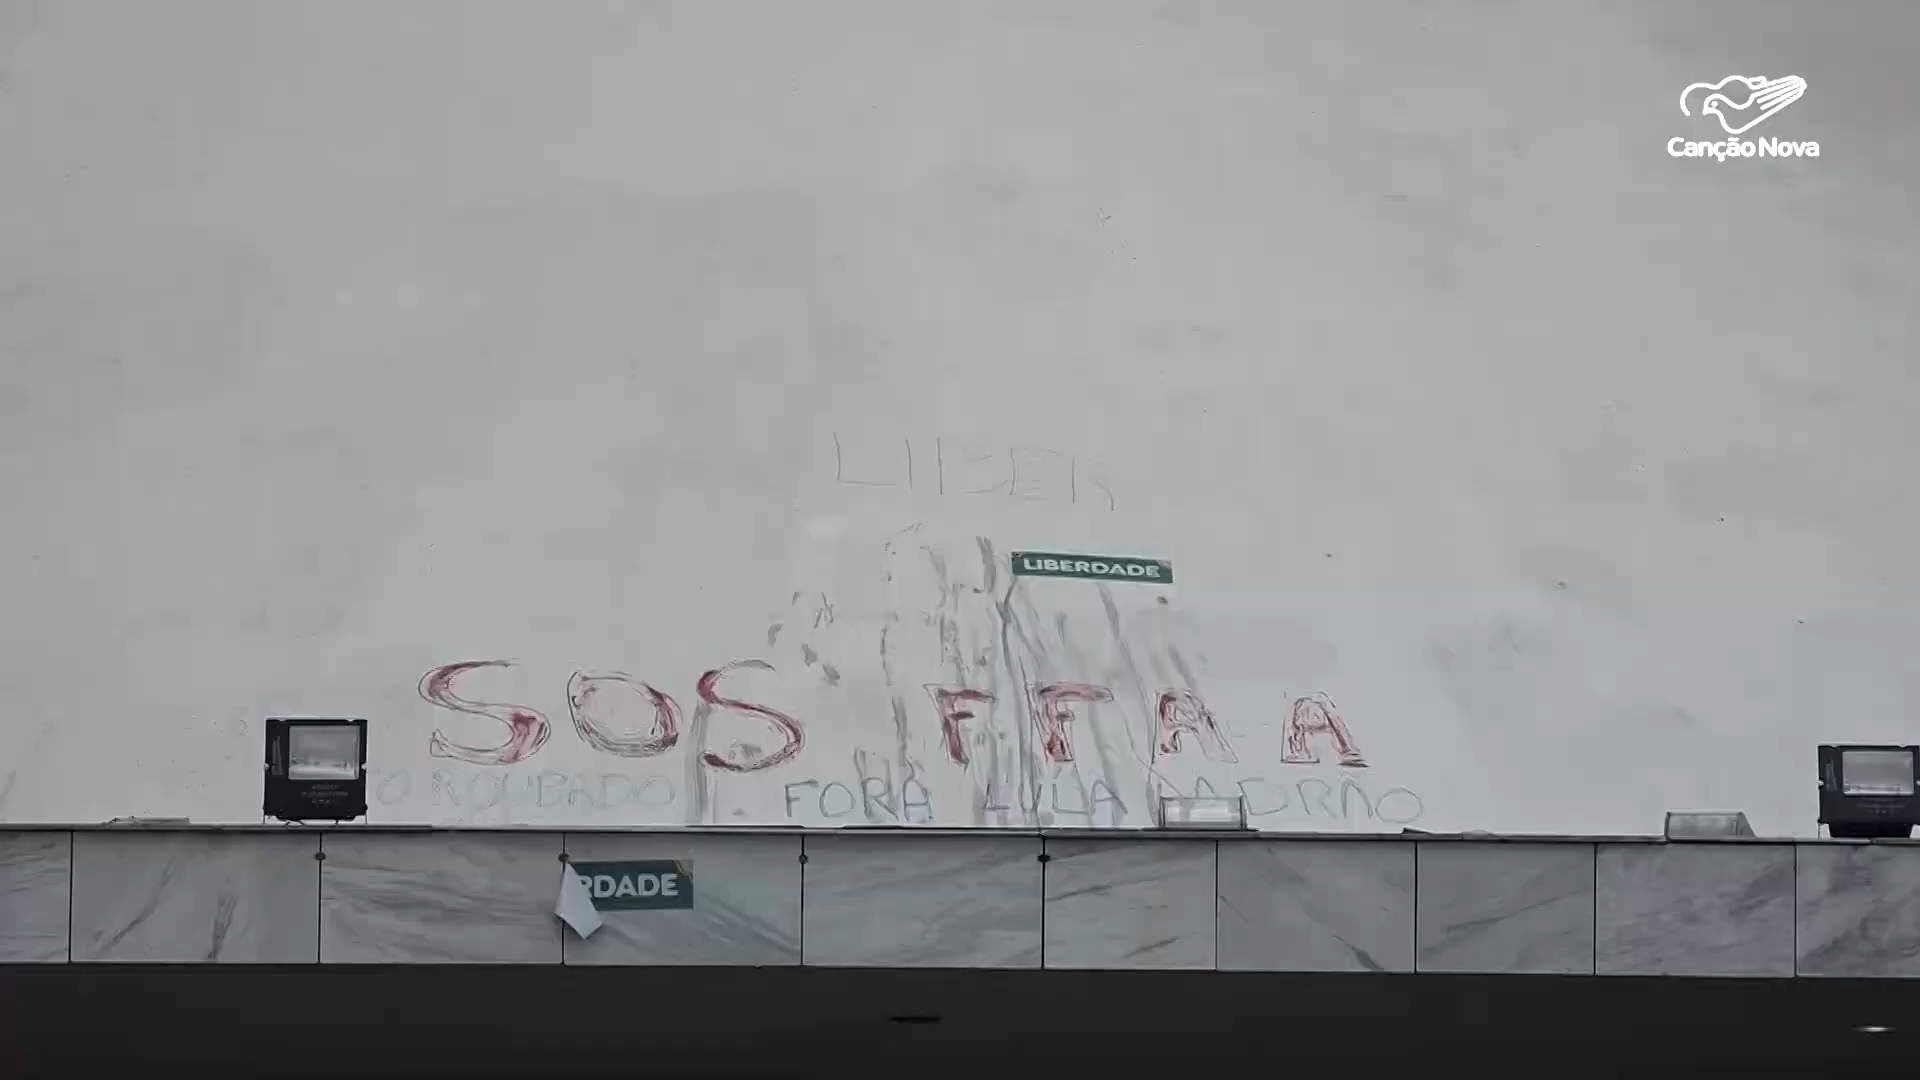 Canção Nova
LIBER
LIBERDADE
SOS FFAA
O ROUBADO FORA LULA LADRÃO
RDADE